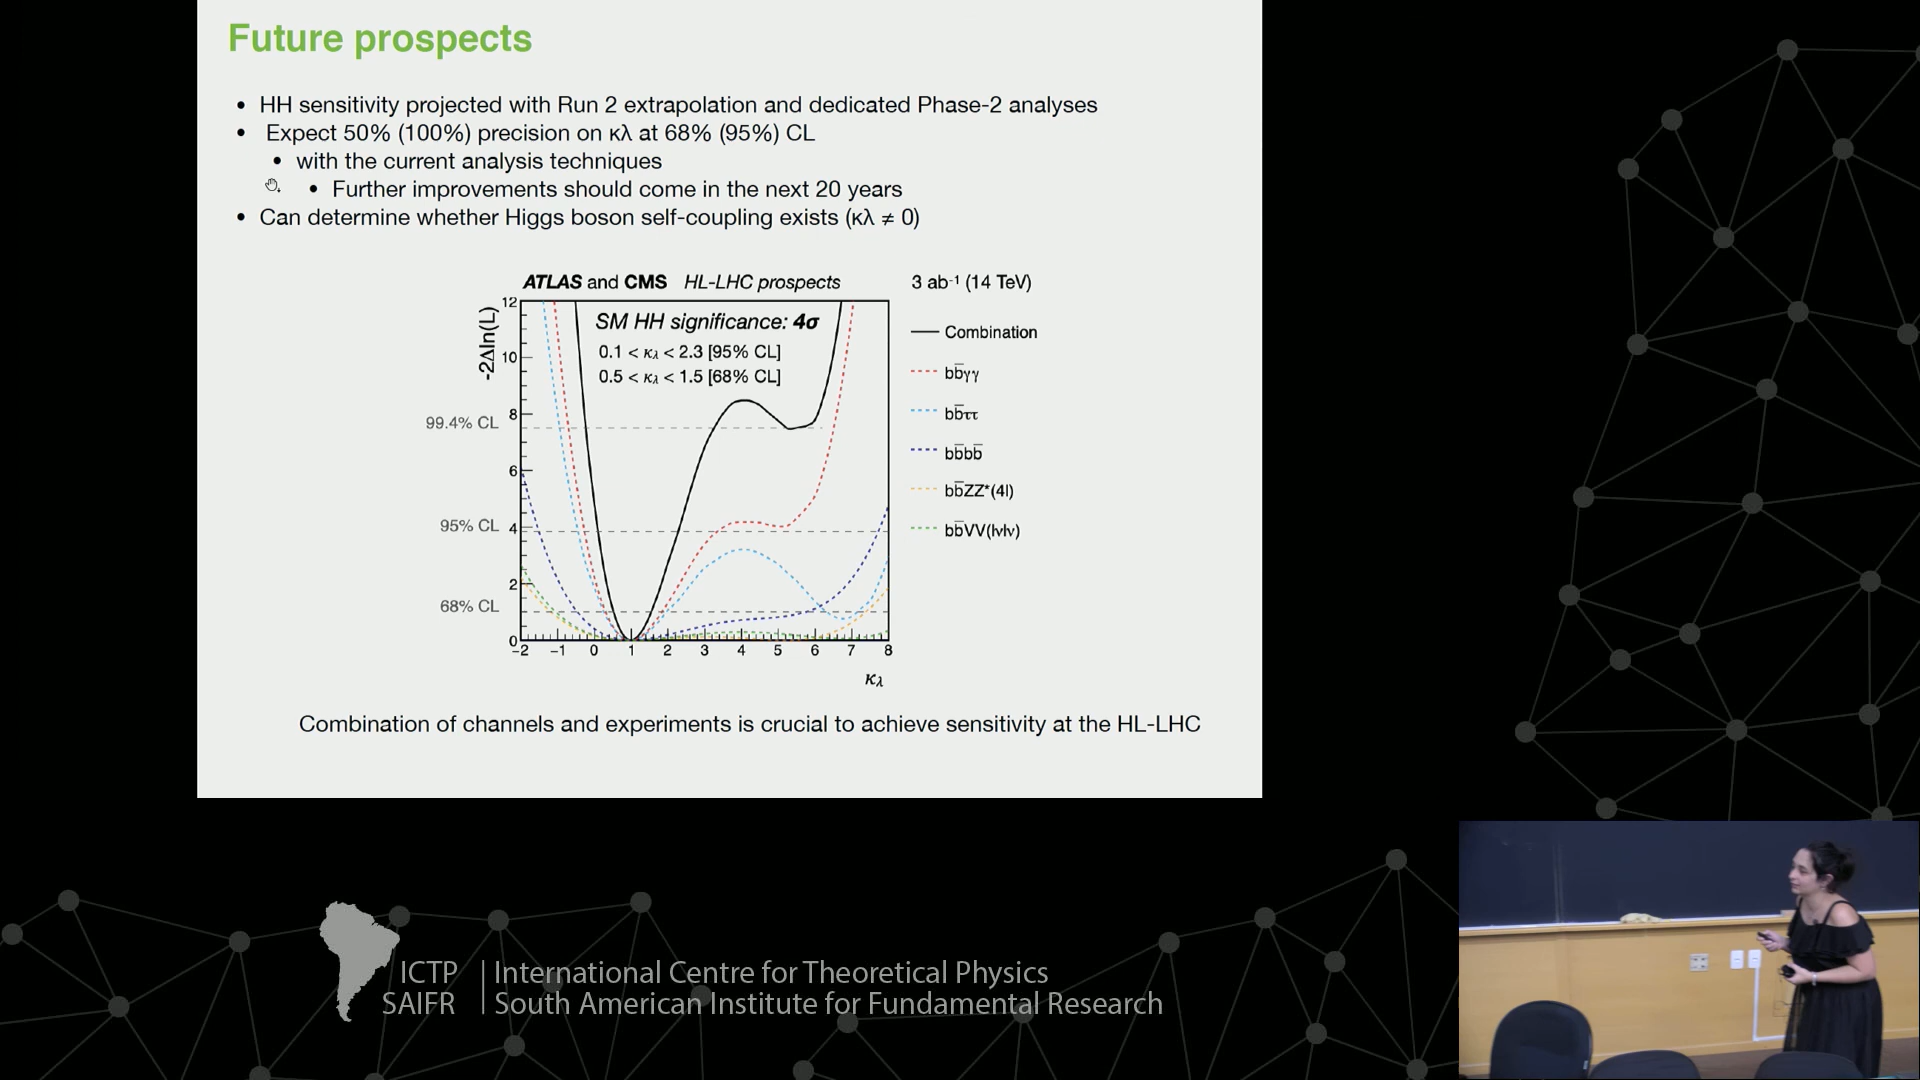 Future prospects
• HH sensitivity projected with Run 2 extrapolation and dedicated Phase-2 analyses
• Expect 50% (100%) precision on κλ at 68% (95%) CL
• with the current analysis techniques
• Further improvements should come in the next 20 years
• Can determine whether Higgs boson self-coupling exists (κλ ≠ 0)
ATLAS and CMS HL-LHC prospects
3 ab⁻¹ (14 TeV)
-2Δln(L)
12
10
8
6
4
2
0
99.4% CL
95% CL
68% CL
SM HH significance: 4σ
0.1 < κλ < 2.3 [95% CL]
0.5 < κλ < 1.5 [68% CL]
Combination
bb̅γγ
bb̅ττ
bb̅bb̅
bb̅ZZ*(4l)
bb̅VV(lνlν)
−2 −1 0 1 2 3 4 5 6 7 8
κλ
Combination of channels and experiments is crucial to achieve sensitivity at the HL-LHC
ICTP | International Centre for Theoretical Physics
SAIFR | South American Institute for Fundamental Research